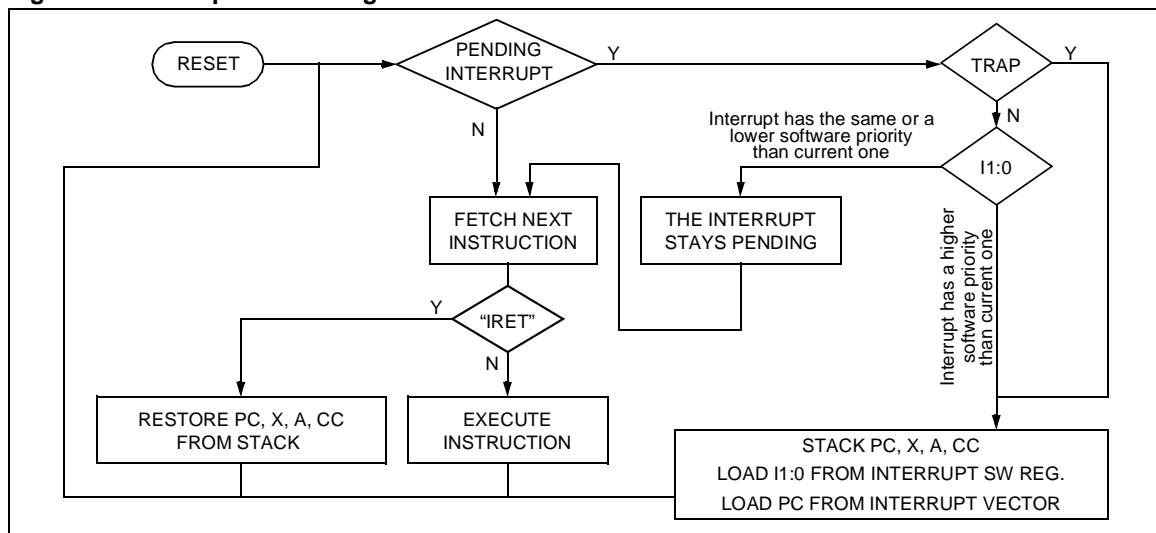 RESET
PENDING
INTERRUPT
Y
TRAP
Y
N
N
Interrupt has the same or a
lower software priority
than current one
I1:0
FETCH NEXT
INSTRUCTION
THE INTERRUPT
STAYS PENDING
Interrupt has a higher
software priority
than current one
Y
“IRET”
N
RESTORE PC, X, A, CC
FROM STACK
EXECUTE
INSTRUCTION
STACK PC, X, A, CC
LOAD I1:0 FROM INTERRUPT SW REG.
LOAD PC FROM INTERRUPT VECTOR